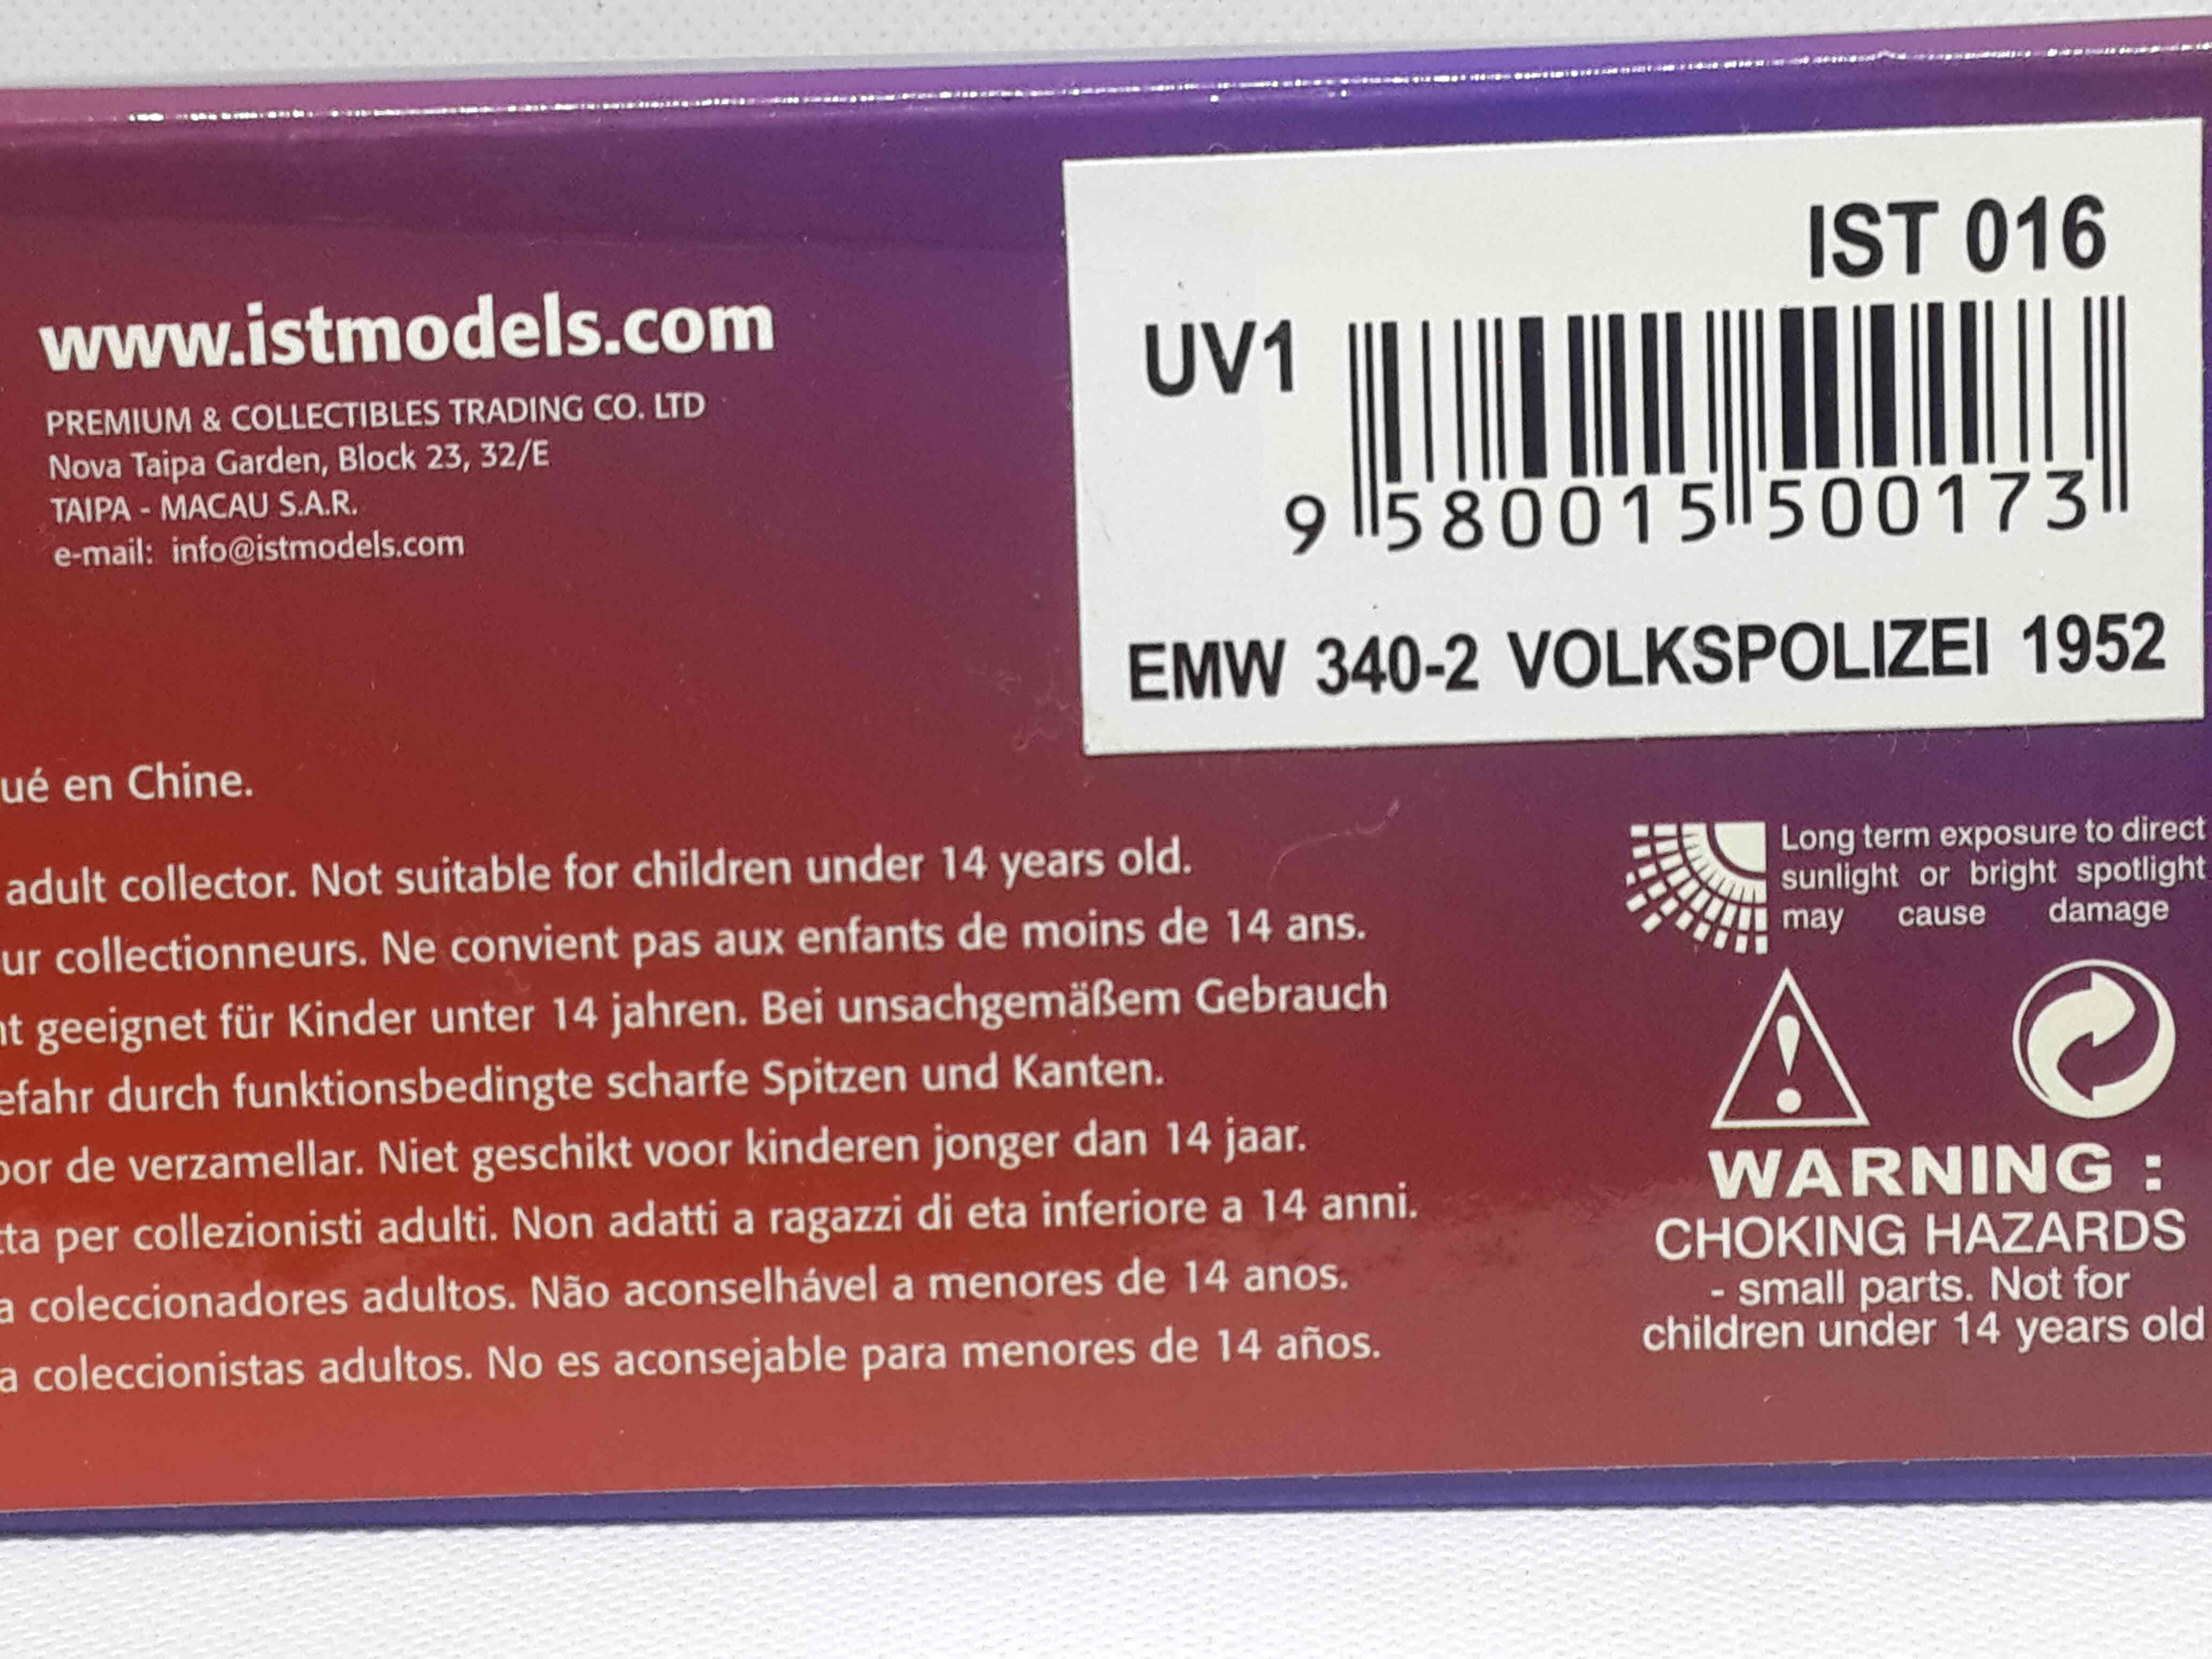 www.istmodels.com
PREMIUM & COLLECTIBLES TRADING CO. LTD
Nova Taipa Garden, Block 23, 32/E
TAIPA - MACAU S.A.R.
e-mail: info@istmodels.com
IST 016
UV1
9 580015 500173
EMW 340-2 VOLKSPOLIZEI 1952
ué en Chine.
adult collector. Not suitable for children under 14 years old.
ur collectionneurs. Ne convient pas aux enfants de moins de 14 ans.
nt geeignet für Kinder unter 14 jahren. Bei unsachgemäßem Gebrauch
efahr durch funktionsbedingte scharfe Spitzen und Kanten.
oor de verzamellar. Niet geschikt voor kinderen jonger dan 14 jaar.
ta per collezionisti adulti. Non adatti a ragazzi di eta inferiore a 14 anni.
a coleccionadores adultos. Não aconselhável a menores de 14 anos.
a coleccionistas adultos. No es aconsejable para menores de 14 años.
Long term exposure to direct
sunlight or bright spotlight
may cause damage
WARNING :
CHOKING HAZARDS
- small parts. Not for
children under 14 years old